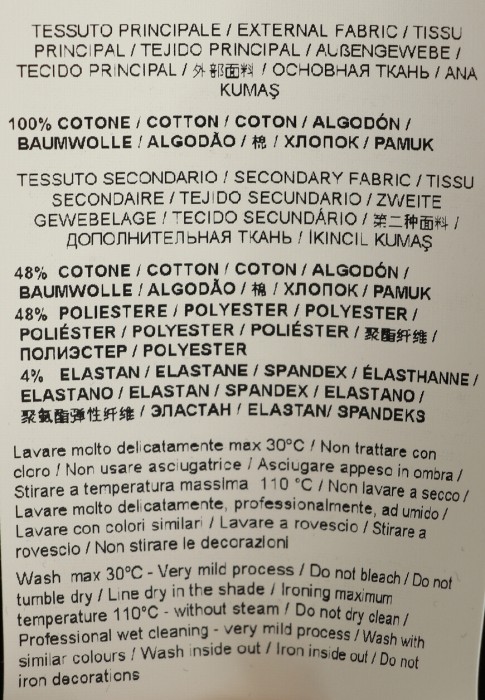 TESSUTO PRINCIPALE / EXTERNAL FABRIC / TISSU
PRINCIPAL / TEJIDO PRINCIPAL / AUßENGEWEBE /
TECIDO PRINCIPAL / 外部面料 / ОСНОВНАЯ ТКАНЬ / ANA
KUMAŞ
100% COTONE / COTTON / COTON / ALGODÓN /
BAUMWOLLE / ALGODÃO / 棉 / ХЛОПОК / PAMUK
TESSUTO SECONDARIO / SECONDARY FABRIC / TISSU
SECONDAIRE / TEJIDO SECUNDARIO / ZWEITE
GEWEBELAGE / TECIDO SECUNDÁRIO / 第二种面料 /
ДОПОЛНИТЕЛЬНАЯ ТКАНЬ / İKINCIL KUMAŞ
48% COTONE / COTTON / COTON / ALGODÓN /
BAUMWOLLE / ALGODÃO / 棉 / ХЛОПОК / PAMUK
48% POLIESTERE / POLYESTER / POLYESTER /
POLIÉSTER / POLYESTER / POLIÉSTER / 聚酯纤维 /
ПОЛИЭСТЕР / POLYESTER
4% ELASTAN / ELASTANE / SPANDEX / ÉLASTHANNE /
ELASTANO / ELASTAN / SPANDEX / ELASTANO /
聚氨酯弹性纤维 / ЭЛАСТАН / ELASTAN/ SPANDEKS
Lavare molto delicatamente max 30°C / Non trattare con
cloro / Non usare asciugatrice / Asciugare appeso in ombra /
Stirare a temperatura massima 110 °C / Non lavare a secco /
Lavare molto delicatamente, professionalmente, ad umido /
Lavare con colori similari / Lavare a rovescio / Stirare a
rovescio / Non stirare le decorazioni
Wash max 30°C - Very mild process / Do not bleach / Do not
tumble dry / Line dry in the shade / Ironing maximum
temperature 110°C - without steam / Do not dry clean /
Professional wet cleaning - very mild process / Wash with
similar colours / Wash inside out / Iron inside out / Do not
iron decorations